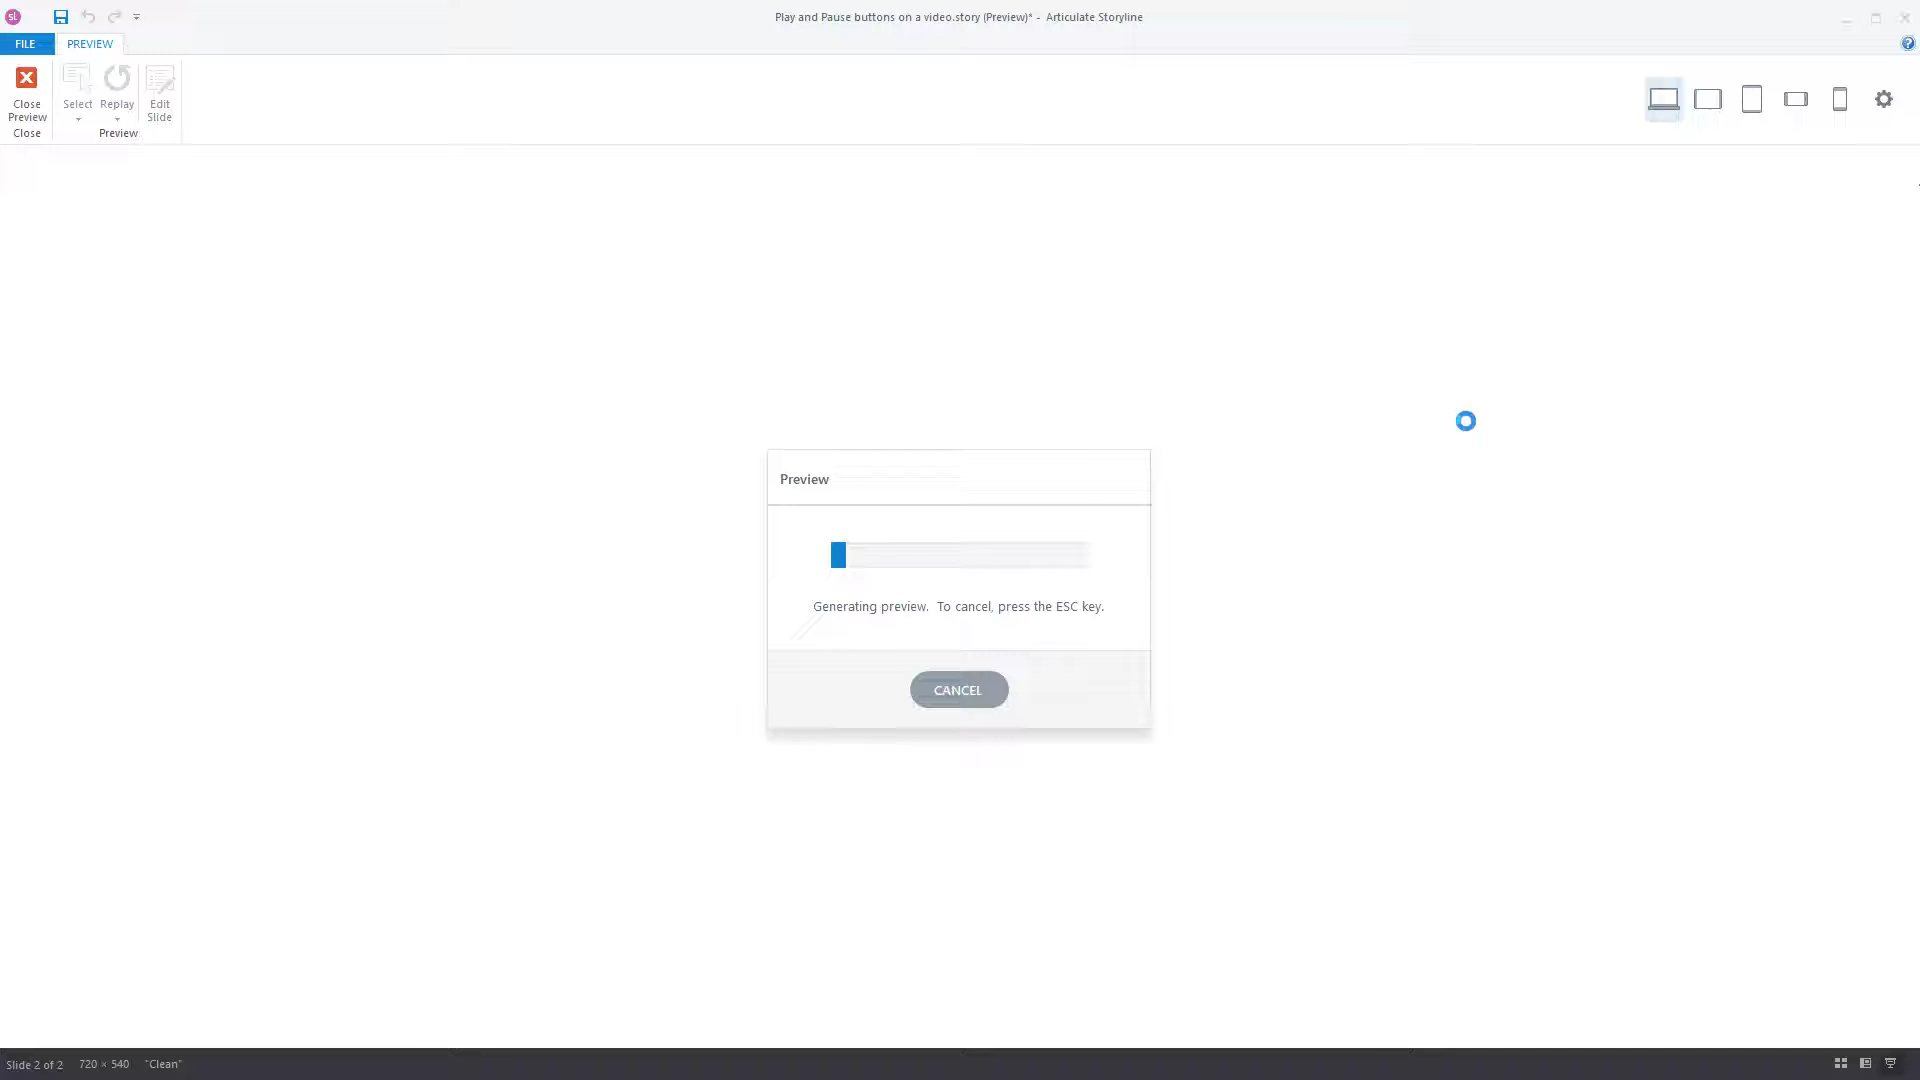 sl
Play and Pause buttons on a video.story (Preview)* - Articulate Storyline
FILE
PREVIEW
?
Close
Preview
Select
Replay
Edit
Slide
Close
Preview
Preview
Generating preview.  To cancel, press the ESC key.
CANCEL
Slide 2 of 2
720 × 540
"Clean"